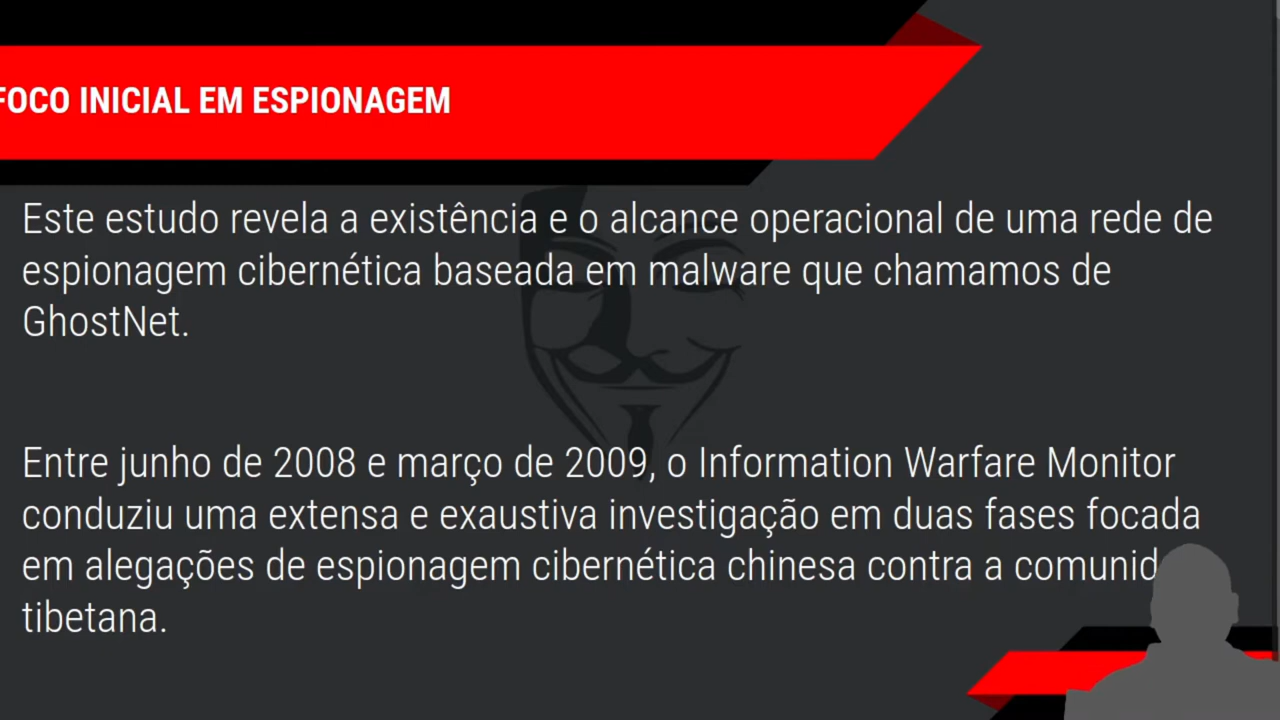 FOCO INICIAL EM ESPIONAGEM
Este estudo revela a existência e o alcance operacional de uma rede de
espionagem cibernética baseada em malware que chamamos de
GhostNet.
Entre junho de 2008 e março de 2009, o Information Warfare Monitor
conduziu uma extensa e exaustiva investigação em duas fases focada
em alegações de espionagem cibernética chinesa contra a
tibetana.